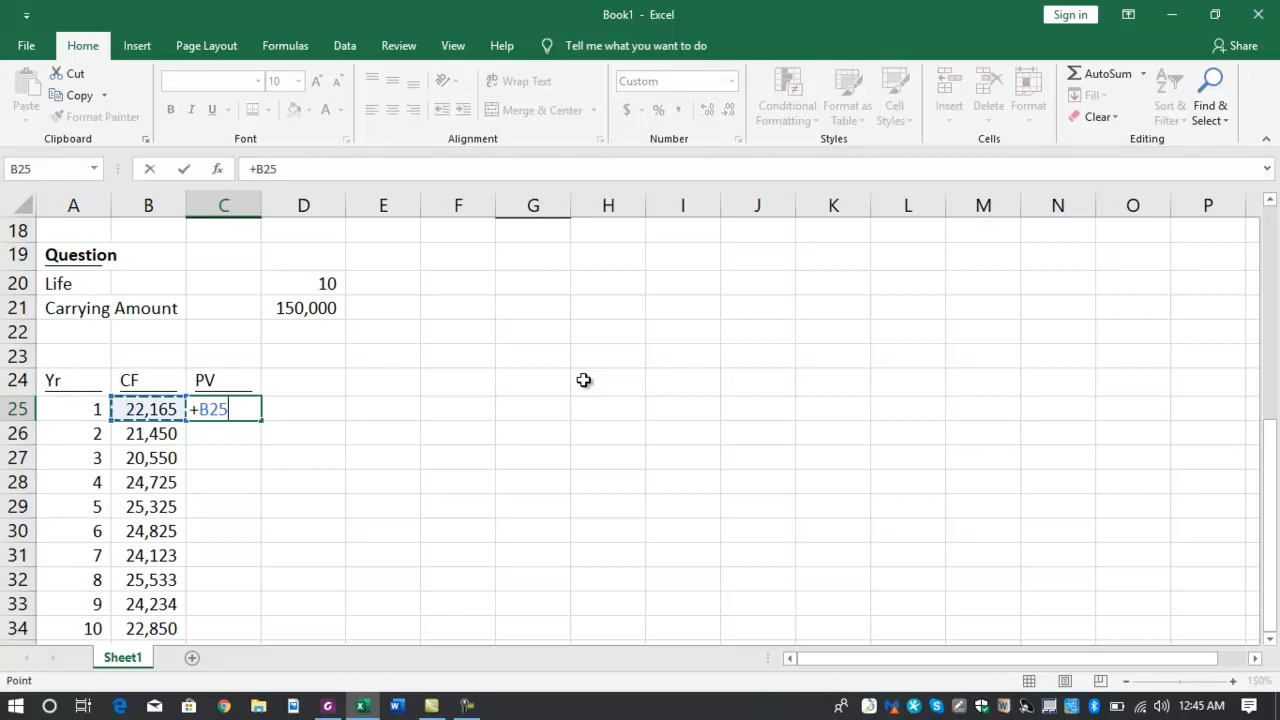 Book1 - Excel
Sign in
File Home Insert Page Layout Formulas Data Review View Help Tell me what you want to do Share
Cut
Copy
Format Painter
Paste
10
B I U
Wrap Text
Merge & Center
Custom
$ %
Conditional Formatting
Format as Table
Cell Styles
Insert
Delete
Format
AutoSum
Fill
Clear
Sort & Filter
Find & Select
Clipboard Font Alignment Number Styles Cells Editing
B25 fx +B25
A B C D E F G H I J K L M N O P
18
19 Question
20 Life 10
21 Carrying Amount 150,000
22
23
24 Yr CF PV
25 1 22,165 +B25
26 2 21,450
27 3 20,550
28 4 24,725
29 5 25,325
30 6 24,825
31 7 24,123
32 8 25,533
33 9 24,234
34 10 22,850
Sheet1
Point 150%
12:45 AM